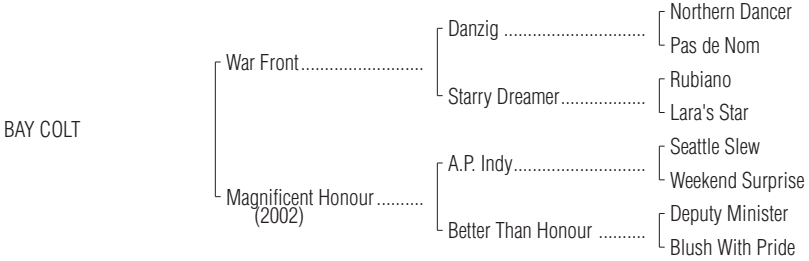 Northern Dancer
Danzig ..............................
Pas de Nom
War Front..........................
Rubiano
Starry Dreamer..................
Lara's Star
BAY COLT
Seattle Slew
A.P. Indy............................
Weekend Surprise
Magnificent Honour ..........
(2002)
Deputy Minister
Better Than Honour ..........
Blush With Pride